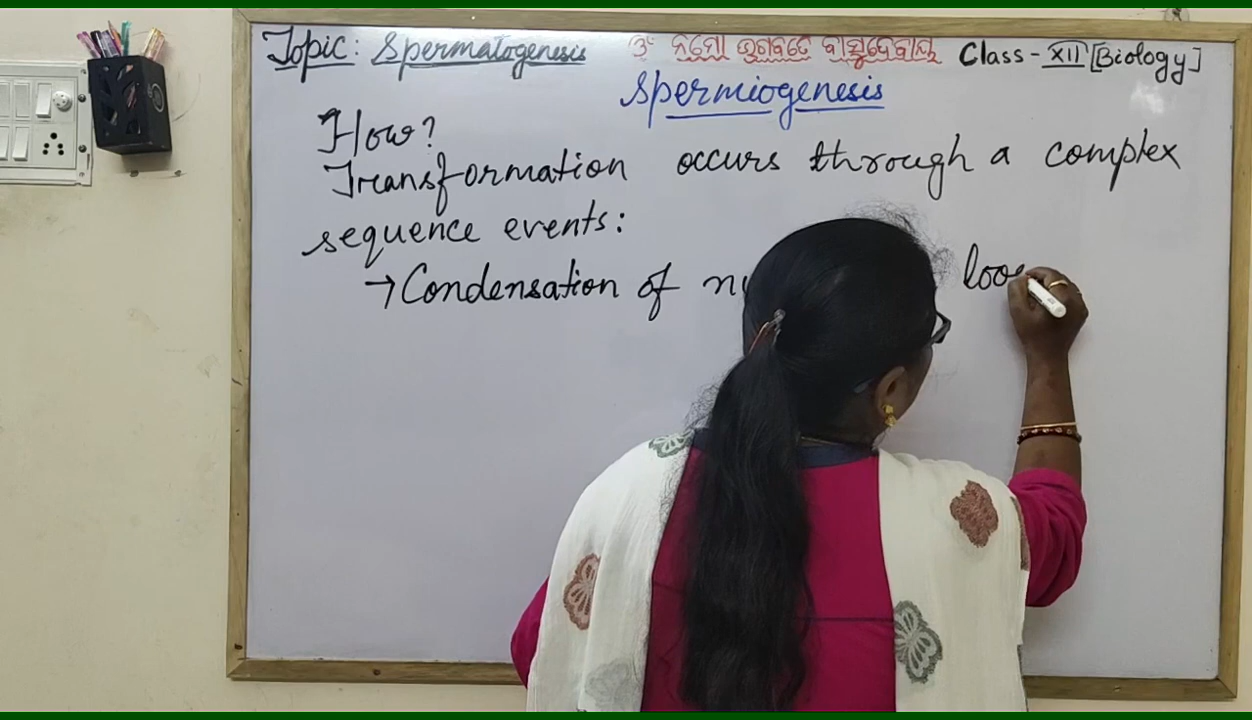 Topic: Spermatogenesis ଓଁ ନମୋ ଭଗବତେ ବାସୁଦେବାୟ Class - XII [Biology]
Spermiogenesis
How?
Transformation occurs through a complex
sequence events:
→ Condensation of